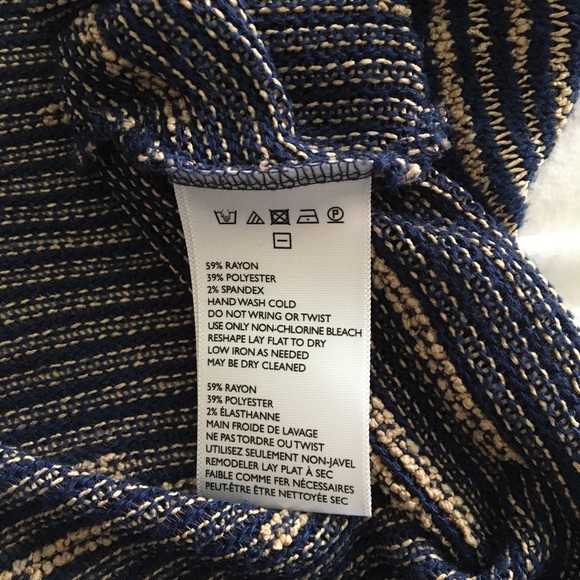 59% RAYON
39% POLYESTER
2% SPANDEX
HAND WASH COLD
DO NOT WRING OR TWIST
USE ONLY NON-CHLORINE BLEACH
RESHAPE LAY FLAT TO DRY
LOW IRON AS NEEDED
MAY BE DRY CLEANED
59% RAYON
39% POLYESTER
2% ÉLASTHANNE
MAIN FROIDE DE LAVAGE
NE PAS TORDRE OU TWIST
UTILISEZ SEULEMENT NON-JAVEL
REMODELER LAY PLAT À SEC
FAIBLE COMME FER NÉCESSAIRES
PEUT-ÊTRE ÊTRE NETTOYÉE SEC